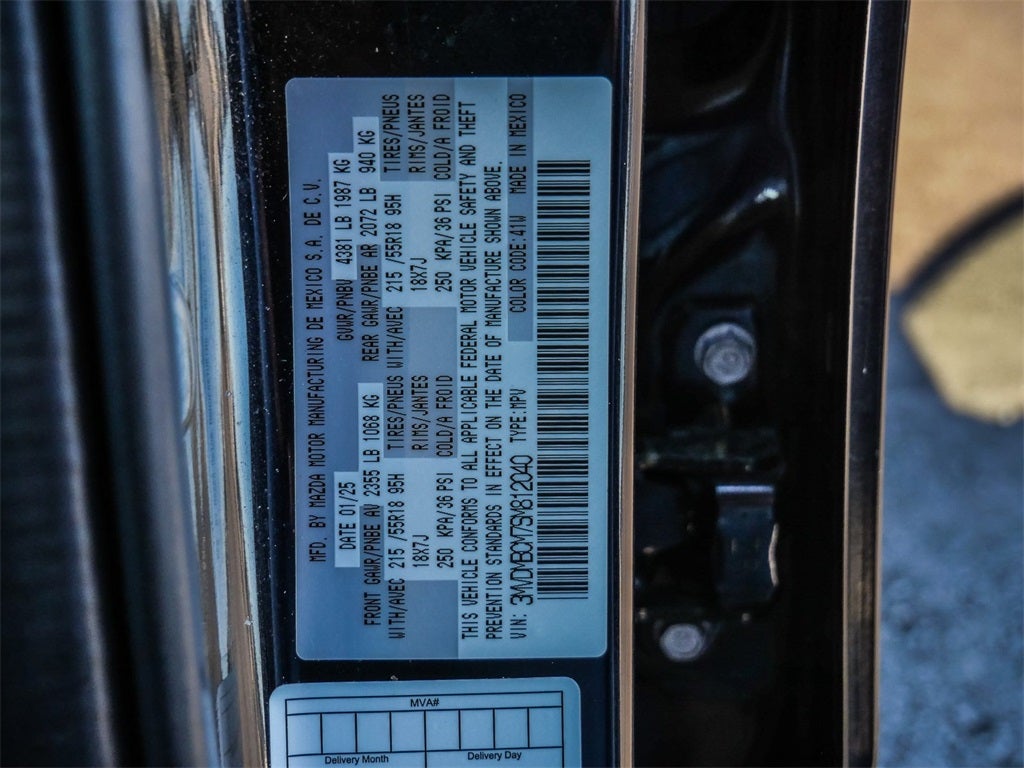 MFD. BY MAZDA MOTOR MANUFACTURING DE MEXICO S.A. DE C.V.
DATE 01/25 GVWR/PNBV 4381 LB 1987 KG
FRONT GAWR/PNBE AV 2355 LB 1068 KG REAR GAWR/PNBE AR 2072 LB 940 KG
WITH/AVEC 215 /55R18 95H TIRES/PNEUS WITH/AVEC 215 /55R18 95H TIRES/PNEUS
18X7J RIMS/JANTES 18X7J RIMS/JANTES
250 KPA/36 PSI COLD/A FROID 250 KPA/36 PSI COLD/A FROID
THIS VEHICLE CONFORMS TO ALL APPLICABLE FEDERAL MOTOR VEHICLE SAFETY AND THEFT
PREVENTION STANDARDS IN EFFECT ON THE DATE OF MANUFACTURE SHOWN ABOVE.
VIN: 3MVDMBCM7SM812040 TYPE:MPV COLOR CODE:41W MADE IN MEXICO
MVA#
Delivery Month Delivery Day